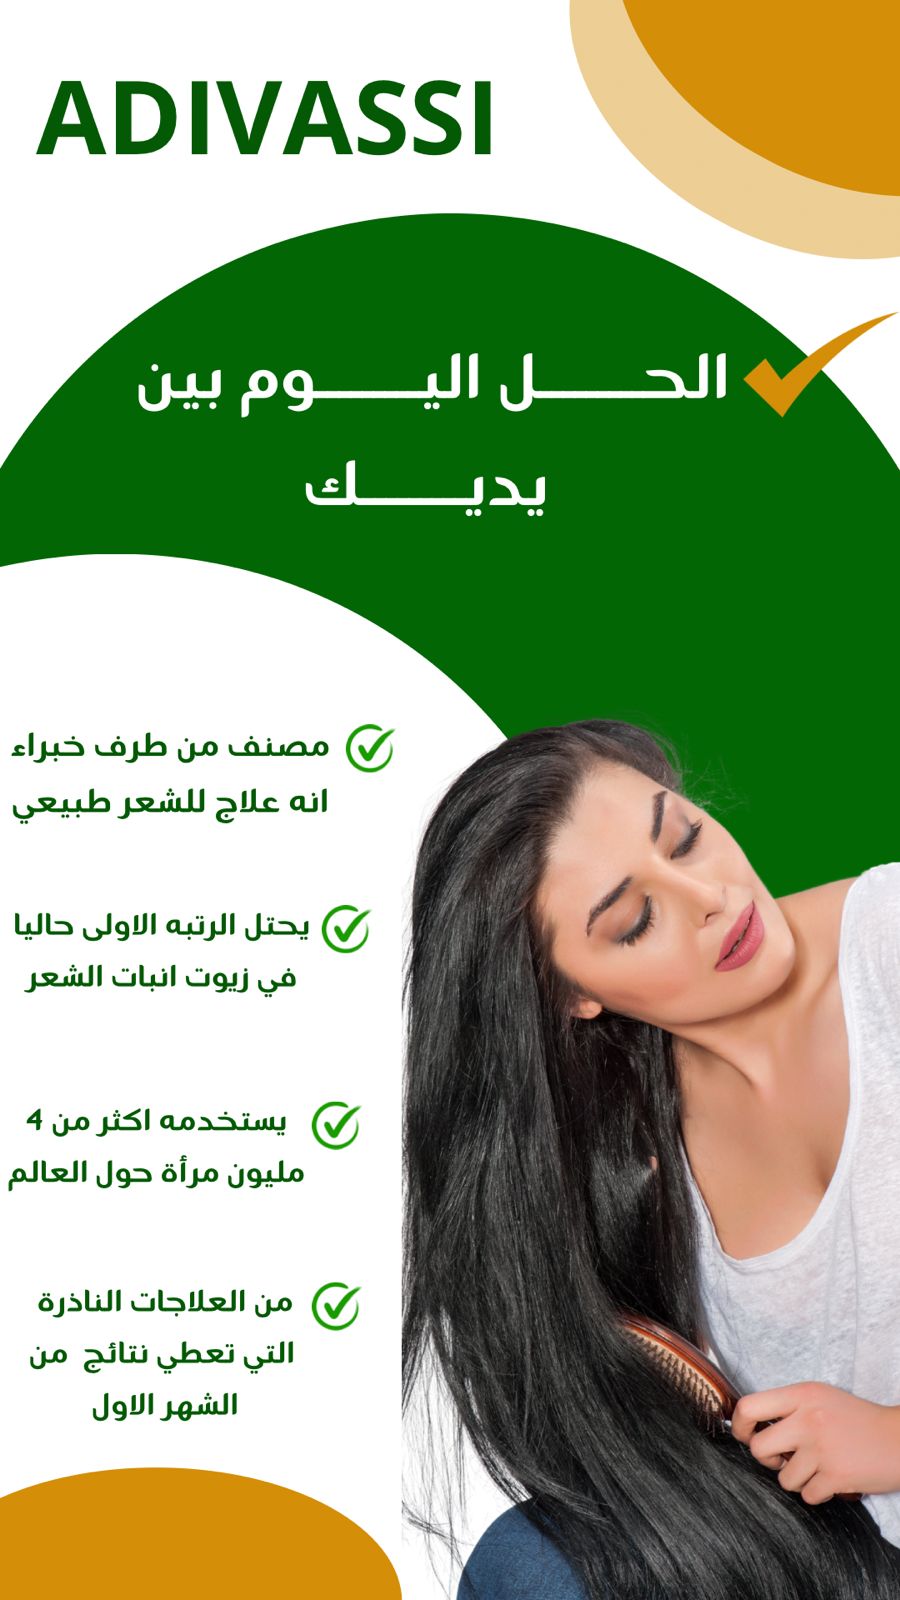 ADIVASSI
الحـــــل اليـــــوم بين
يديـــــك
مصنف من طرف خبراء
انه علاج للشعر طبيعي
يحتل الرتبه الاولى حاليا
في زيوت انبات الشعر
يستخدمه اكثر من 4
مليون مرأة حول العالم
من العلاجات الناذرة
التي تعطي نتائج من
الشهر الاول